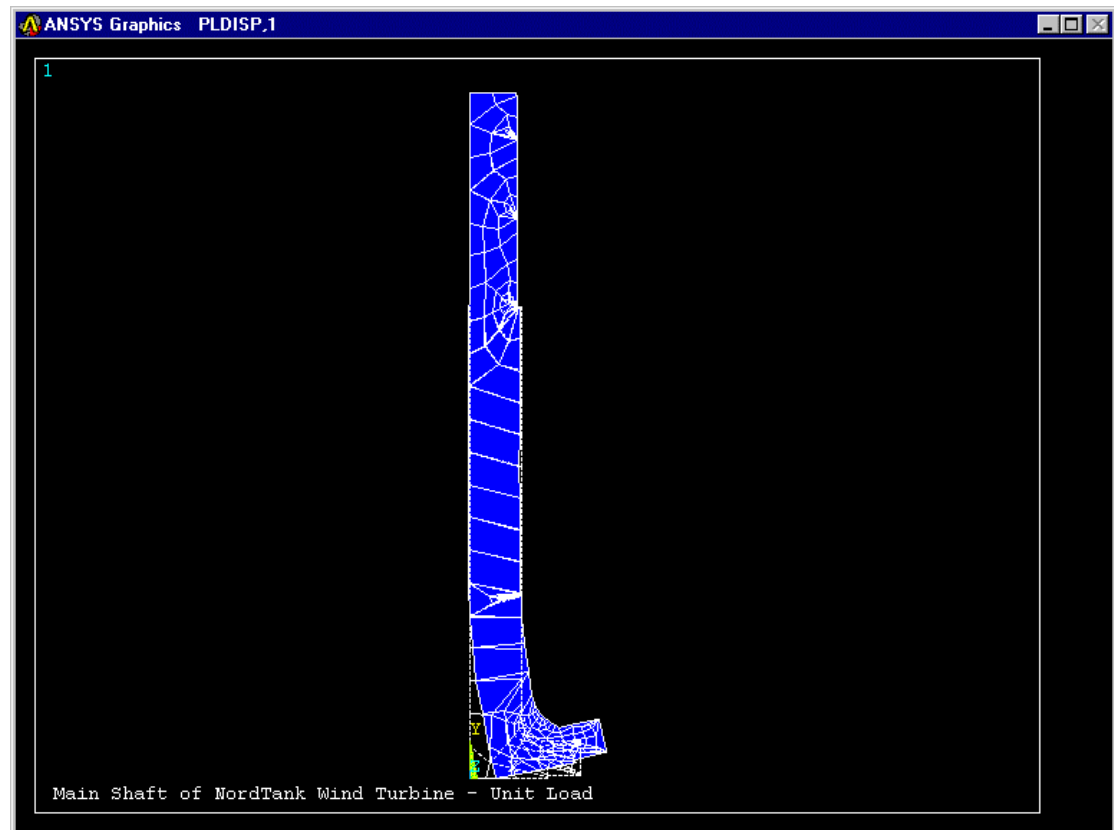 ANSYS Graphics PLDISP,1
1
Y
Main Shaft of NordTank Wind Turbine - Unit Load